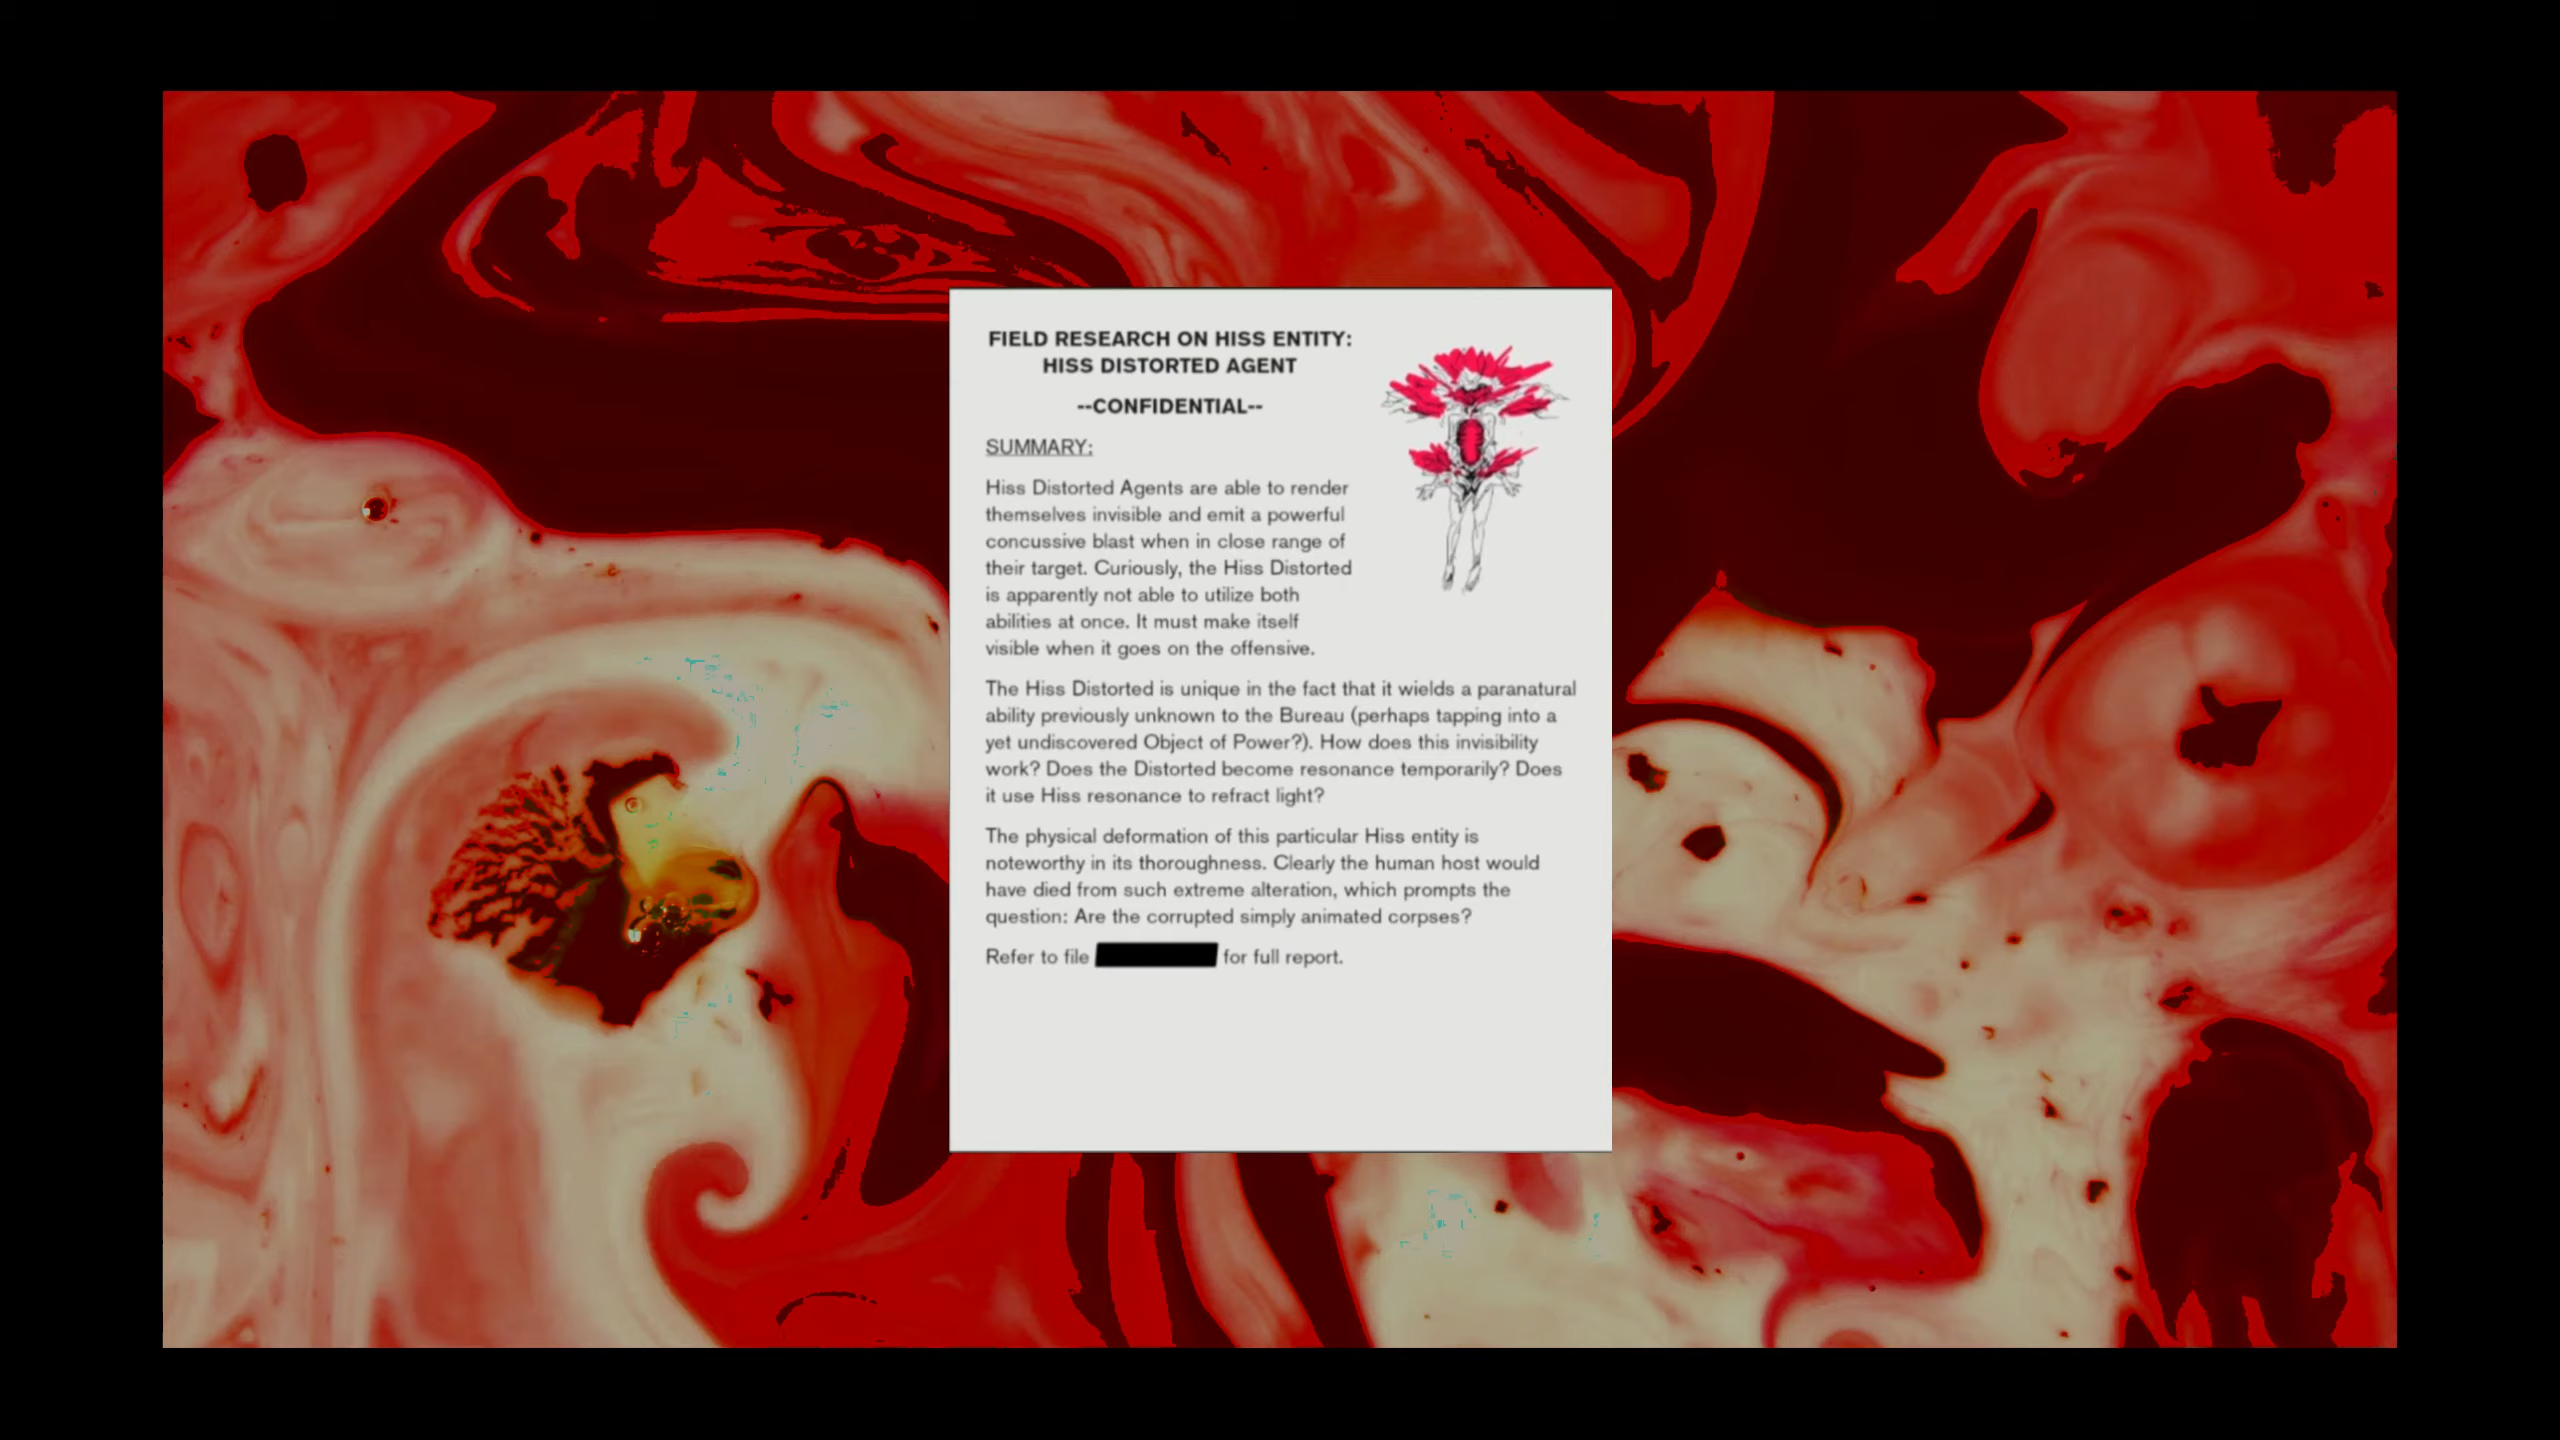 FIELD RESEARCH ON HISS ENTITY:
HISS DISTORTED AGENT
--CONFIDENTIAL--
SUMMARY:
Hiss Distorted Agents are able to render
themselves invisible and emit a powerful
concussive blast when in close range of
their target. Curiously, the Hiss Distorted
is apparently not able to utilize both
abilities at once. It must make itself
visible when it goes on the offensive.
The Hiss Distorted is unique in the fact that it wields a paranatural
ability previously unknown to the Bureau (perhaps tapping into a
yet undiscovered Object of Power?). How does this invisibility
work? Does the Distorted become resonance temporarily? Does
it use Hiss resonance to refract light?
The physical deformation of this particular Hiss entity is
noteworthy in its thoroughness. Clearly the human host would
have died from such extreme alteration, which prompts the
question: Are the corrupted simply animated corpses?
Refer to file for full report.